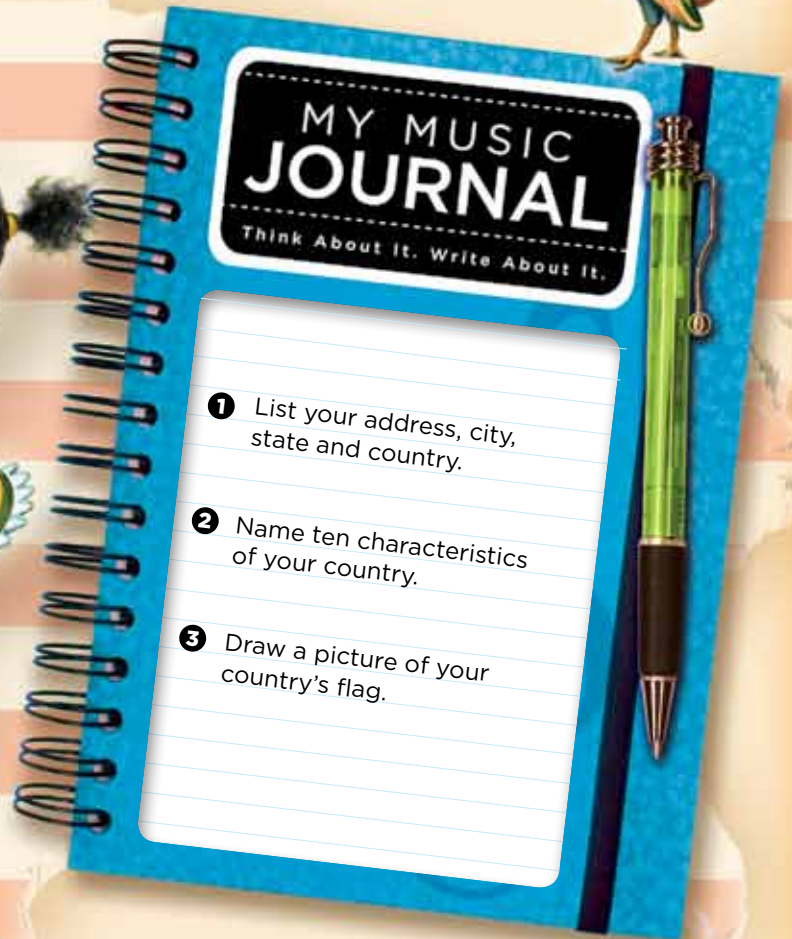 MY MUSIC
JOURNAL
Think About It. Write About It.
1 List your address, city,
state and country.
2 Name ten characteristics
of your country.
3 Draw a picture of your
country's flag.